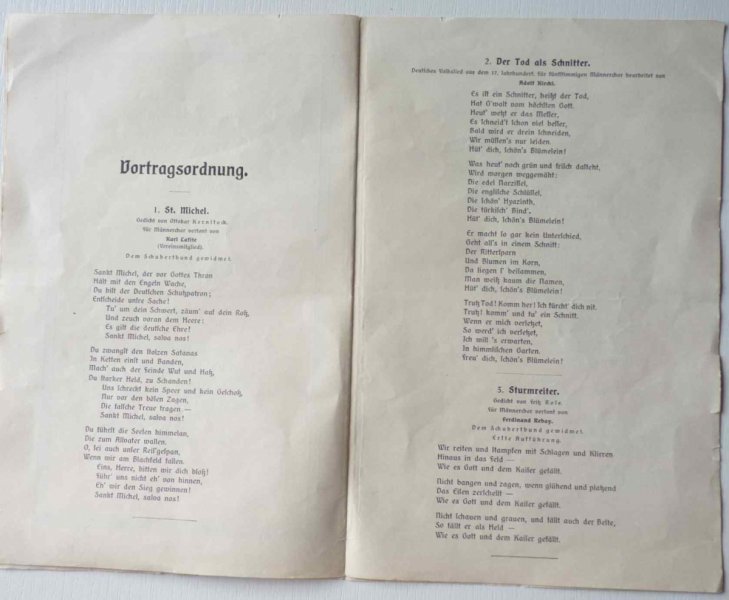 Vortragsordnung.
1. St. Michel.
Gedicht von Ottokar Kernstock.
für Männerchor vertont von
Karl Lafite
(Vereinsmitglied).
Dem Schubertbund gewidmet.
Sankt Michel, der vor Gottes Thron
Hält mit den Engeln Wache,
Du bist der Deutschen Schutzpatron;
Entscheide unsre Sache!
Tu' um dein Schwert, zäum' auf dein Roß,
Und zeuch voran dem Heere:
Es gilt die deutsche Ehre!
Sankt Michel, salva nos!
Du zwangst den stolzen Satanas
In Ketten einst und Banden,
Mach' auch der Feinde Wut und Haß,
Du starker Held, zu Schanden!
Uns schreckt kein Speer und kein Geschoß,
Nur vor den bösen Zagen,
Die falsche Treue tragen —
Sankt Michel, salva nos!
Du führst die Seelen himmelan,
Die zum Allvater wallen.
O, sei auch unser Reis'gespan,
Wenn wir am Blachfeld fallen.
Eins, Herre, bitten wir dich bloß!
Führ' uns nicht eh' von hinnen,
Eh' wir den Sieg gewinnen!
Sankt Michel, salva nos!
2. Der Tod als Schnitter.
Deutsches Volkslied aus dem 17. Jahrhundert, für fünfstimmigen Männerchor bearbeitet von
Adolf Kirchl.
Es ist ein Schnitter, heißt der Tod,
Hat G'walt vom höchsten Gott.
Heut' wetzt er das Messer,
Es schneid't schon viel besser,
Bald wird er drein schneiden,
Wir müssen's nur leiden.
Hüt' dich, schön's Blümelein!
Was heut' noch grün und frisch dasteht,
Wird morgen weggemäht:
Die edel Narzissel,
Die englische Schlüssel,
Die schön' Hyazinth,
Die türkisch' Bind'.
Hüt' dich, schön's Blümelein!
Er macht so gar kein Unterschied,
Geht all's in einem Schnitt:
Der Rittersparn
Und Blumen im Korn,
Da liegen s' beisammen,
Man weiß kaum die Namen,
Hüt' dich, schön's Blümelein!
Trutz Tod! Komm her! Ich fürcht' dich nit.
Trutz! komm' und tu' ein Schnitt.
Wenn er mich verletzet,
So werd' ich versetzet,
Ich will 's erwarten,
In himmlischen Garten.
Freu' dich, schön's Blümelein!
3. Sturmreiter.
Gedicht von Fritz
für Männerchor vertont von
Ferdinand Rebay.
Dem Schubertbund gewidmet.
Erste Aufführung.
Wir reiten und stampfen mit Schlagen und Klirren
Hinaus in das Feld —
Wie es Gott und dem Kaiser gefällt.
Nicht bangen und zagen, wenn glühend und platzend
Das Eisen zerschellt —
Wie es Gott und dem Kaiser gefällt.
Nicht schauen und grauen, und fällt auch der Beste,
So fällt er als Held —
Wie es Gott und dem Kaiser gefällt.